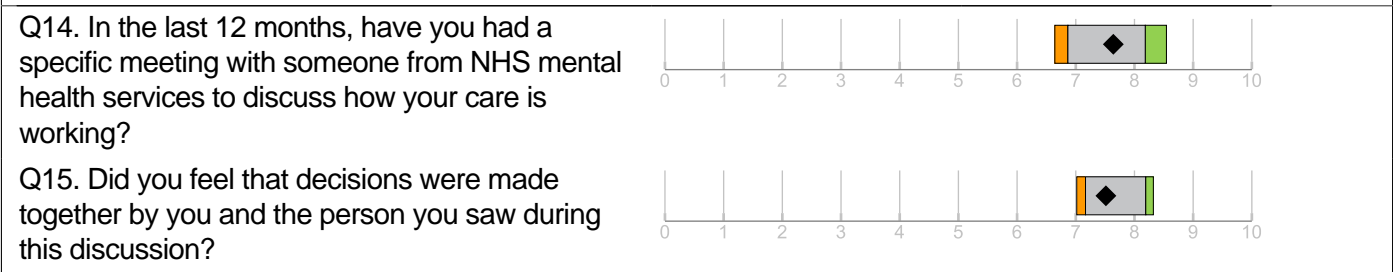 Q14. In the last 12 months, have you had a
specific meeting with someone from NHS mental
health services to discuss how your care is
working?
0 1 2 3 4 5 6 7 8 9 10
Q15. Did you feel that decisions were made
together by you and the person you saw during
this discussion?
0 1 2 3 4 5 6 7 8 9 10